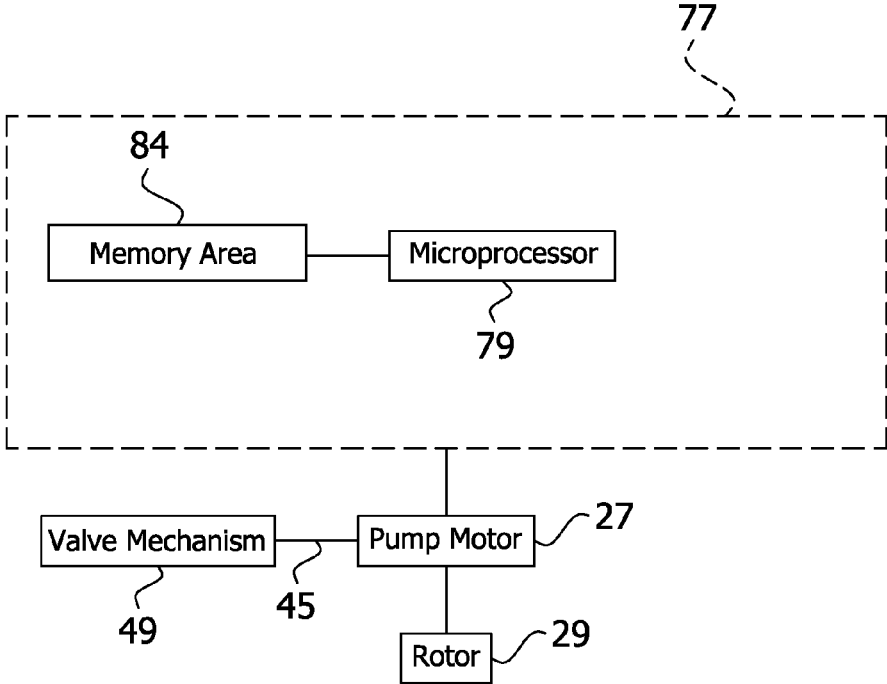 77
84
Memory Area
Microprocessor
79
Valve Mechanism
Pump Motor
27
45
49
Rotor
29